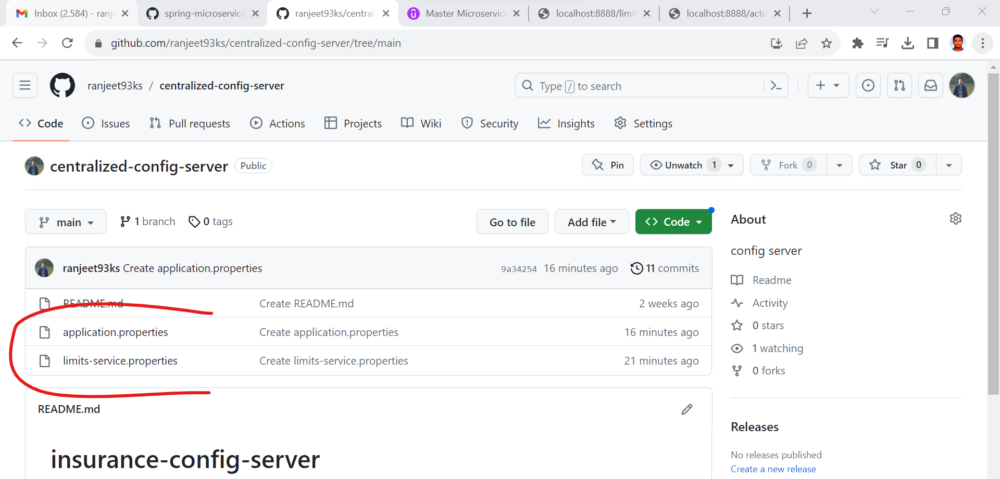 Inbox (2,584) - ranje
spring-microservice
ranjeet93ks/central
Master Microservic
localhost:8888/limit
localhost:8888/actu
github.com/ranjeet93ks/centralized-config-server/tree/main
ranjeet93ks / centralized-config-server
Type / to search
Code
Issues
Pull requests
Actions
Projects
Wiki
Security
Insights
Settings
centralized-config-server Public
Pin
Unwatch 1
Fork 0
Star 0
main
1 branch
0 tags
Go to file
Add file
Code
ranjeet93ks Create application.properties 9a34254 16 minutes ago 11 commits
README.md Create README.md 2 weeks ago
application.properties Create application.properties 16 minutes ago
limits-service.properties Create limits-service.properties 21 minutes ago
README.md
insurance-config-server
About
config server
Readme
Activity
0 stars
1 watching
0 forks
Releases
No releases published
Create a new release